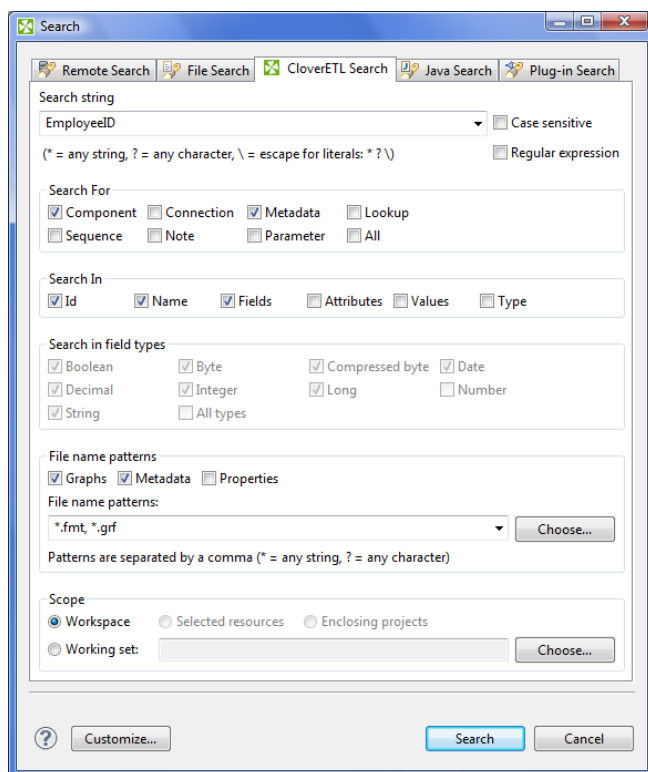 Search
Remote Search File Search CloverETL Search Java Search Plug-in Search
Search string
EmployeeID Case sensitive
(* = any string, ? = any character, \ = escape for literals: * ? \) Regular expression
Search For
Component Connection Metadata Lookup
Sequence Note Parameter All
Search In
Id Name Fields Attributes Values Type
Search in field types
Boolean Byte Compressed byte Date
Decimal Integer Long Number
String All types
File name patterns
Graphs Metadata Properties
File name patterns:
*.fmt, *.grf Choose...
Patterns are separated by a comma (* = any string, ? = any character)
Scope
Workspace Selected resources Enclosing projects
Working set: Choose...
? Customize... Search Cancel